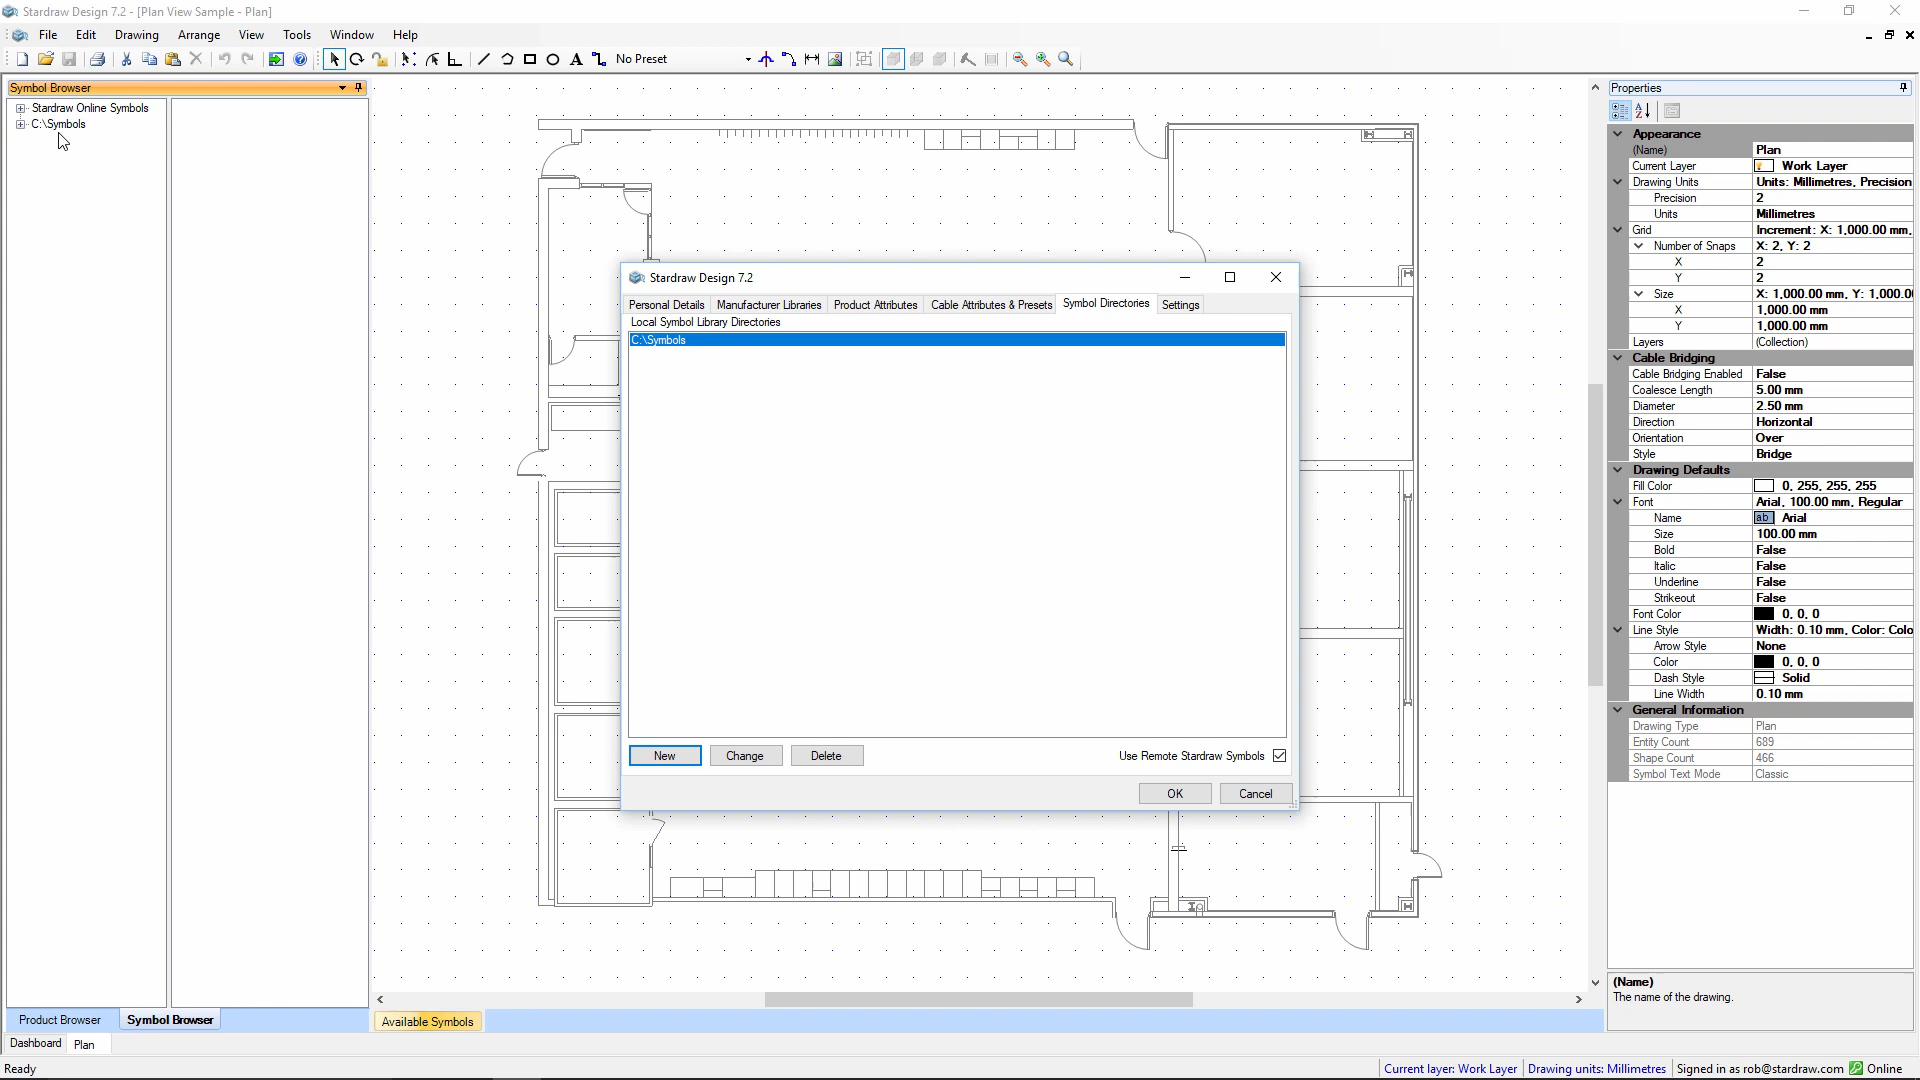 Stardraw Design 7.2 - [Plan View Sample - Plan]
File Edit Drawing Arrange View Tools Window Help
No Preset
Symbol Browser
Stardraw Online Symbols
C:\Symbols
Stardraw Design 7.2
Personal Details Manufacturer Libraries Product Attributes Cable Attributes & Presets Symbol Directories Settings
Local Symbol Library Directories
C:\Symbols
New Change Delete Use Remote Stardraw Symbols
OK Cancel
Properties
Appearance
(Name) Plan
Current Layer Work Layer
Drawing Units Units: Millimetres, Precision
Precision 2
Units Millimetres
Grid Increment: X: 1,000.00 mm,
Number of Snaps X: 2, Y: 2
X 2
Y 2
Size X: 1,000.00 mm, Y: 1,000.0
X 1,000.00 mm
Y 1,000.00 mm
Layers (Collection)
Cable Bridging
Cable Bridging Enabled False
Coalesce Length 5.00 mm
Diameter 2.50 mm
Direction Horizontal
Orientation Over
Style Bridge
Drawing Defaults
Fill Color 0, 255, 255, 255
Font Arial, 100.00 mm, Regular
Name ab Arial
Size 100.00 mm
Bold False
Italic False
Underline False
Strikeout False
Font Color 0, 0, 0
Line Style Width: 0.10 mm, Color: Colo
Arrow Style None
Color 0, 0, 0
Dash Style Solid
Line Width 0.10 mm
General Information
Drawing Type Plan
Entity Count 689
Shape Count 466
Symbol Text Mode Classic
(Name)
The name of the drawing.
Product Browser Symbol Browser Available Symbols
Dashboard Plan
Ready Current layer: Work Layer Drawing units: Millimetres Signed in as rob@stardraw.com Online